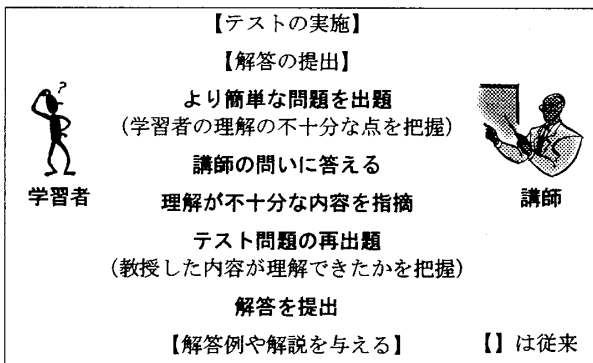 【テストの実施】
【解答の提出】
より簡単な問題を出題
(学習者の理解の不十分な点を把握)
講師の問いに答える
学習者
講師
理解が不十分な内容を指摘
テスト問題の再出題
(教授した内容が理解できたかを把握)
解答を提出
【解答例や解説を与える】
【】は従来